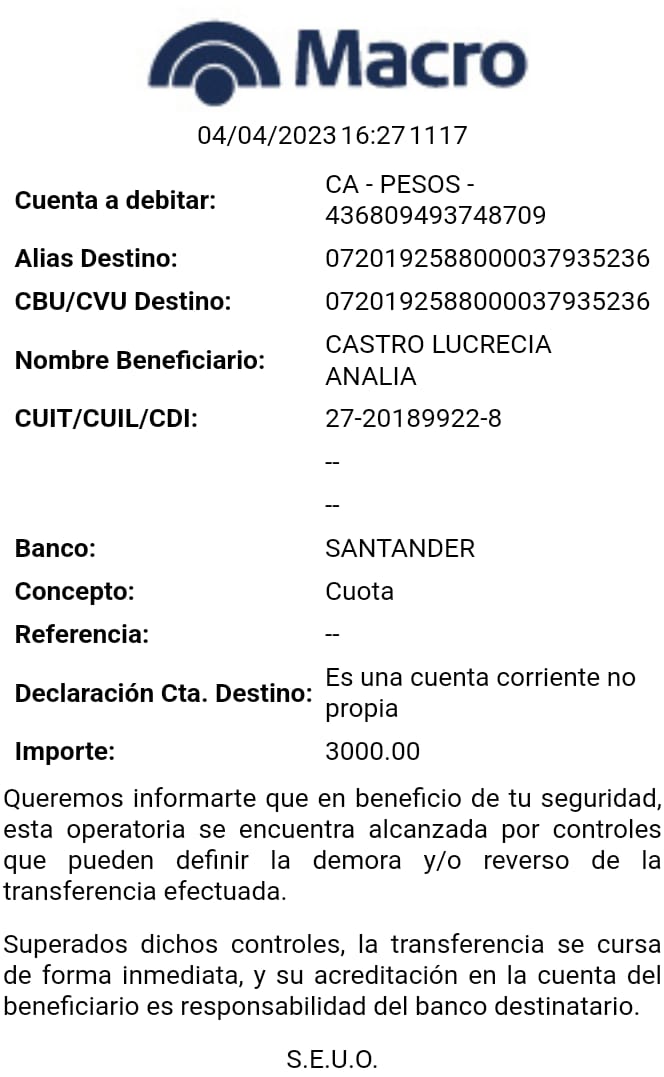 Macro
04/04/2023 16:27 1117
Cuenta a debitar: CA - PESOS -
436809493748709
Alias Destino: 0720192588000037935236
CBU/CVU Destino: 0720192588000037935236
Nombre Beneficiario: CASTRO LUCRECIA
ANALIA
CUIT/CUIL/CDI: 27-20189922-8
--
--
Banco: SANTANDER
Concepto: Cuota
Referencia: --
Declaración Cta. Destino: Es una cuenta corriente no
propia
Importe: 3000.00
Queremos informarte que en beneficio de tu seguridad,
esta operatoria se encuentra alcanzada por controles
que pueden definir la demora y/o reverso de la
transferencia efectuada.
Superados dichos controles, la transferencia se cursa
de forma inmediata, y su acreditación en la cuenta del
beneficiario es responsabilidad del banco destinatario.
S.E.U.O.